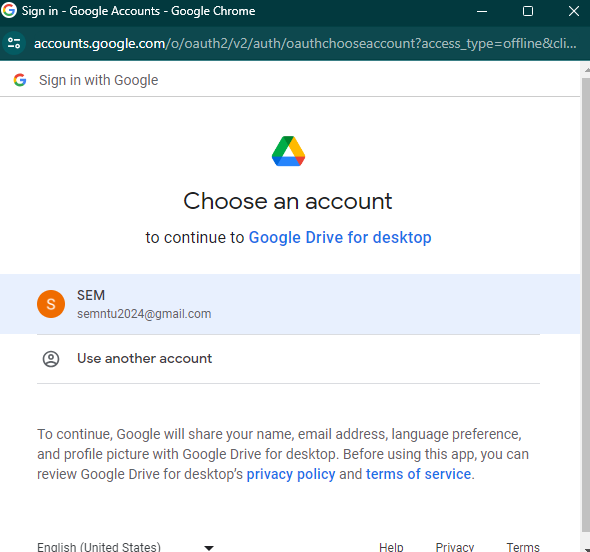 Sign in - Google Accounts - Google Chrome
accounts.google.com/o/oauth2/v2/auth/oauthchooseaccount?access_type=offline&cli...
Sign in with Google
Choose an account
to continue to Google Drive for desktop
S
SEM
semntu2024@gmail.com
Use another account
To continue, Google will share your name, email address, language preference,
and profile picture with Google Drive for desktop. Before using this app, you can
review Google Drive for desktop's privacy policy and terms of service.
English (United States)
Help
Privacy
Terms